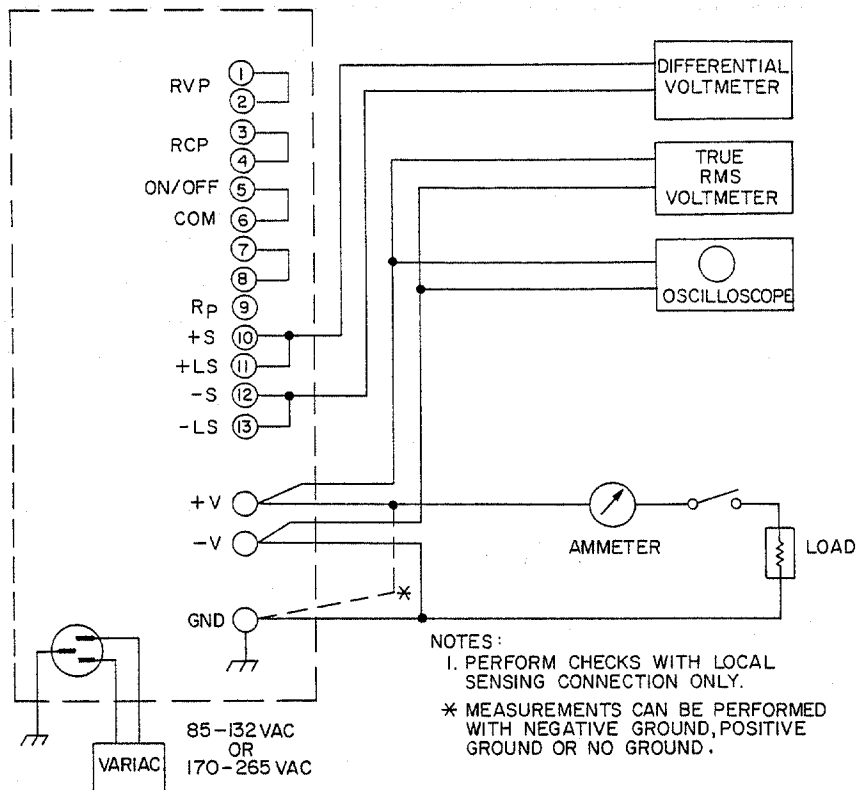 RVP
1
2
RCP
3
4
ON/OFF 5
COM 6
7
8
RP 9
+S 10
+LS 11
-S 12
-LS 13
+V
-V
GND
DIFFERENTIAL
VOLTMETER
TRUE
RMS
VOLTMETER
OSCILLOSCOPE
AMMETER
LOAD
*
NOTES:
1. PERFORM CHECKS WITH LOCAL
SENSING CONNECTION ONLY.
* MEASUREMENTS CAN BE PERFORMED
WITH NEGATIVE GROUND, POSITIVE
GROUND OR NO GROUND.
VARIAC
85-132 VAC
OR
170-265 VAC